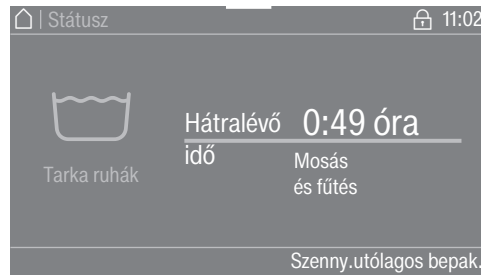 | Státusz
11:02
Hátralévő 0:49 óra
idő
Mosás
és fűtés
Tarka ruhák
Szenny.utólagos bepak.